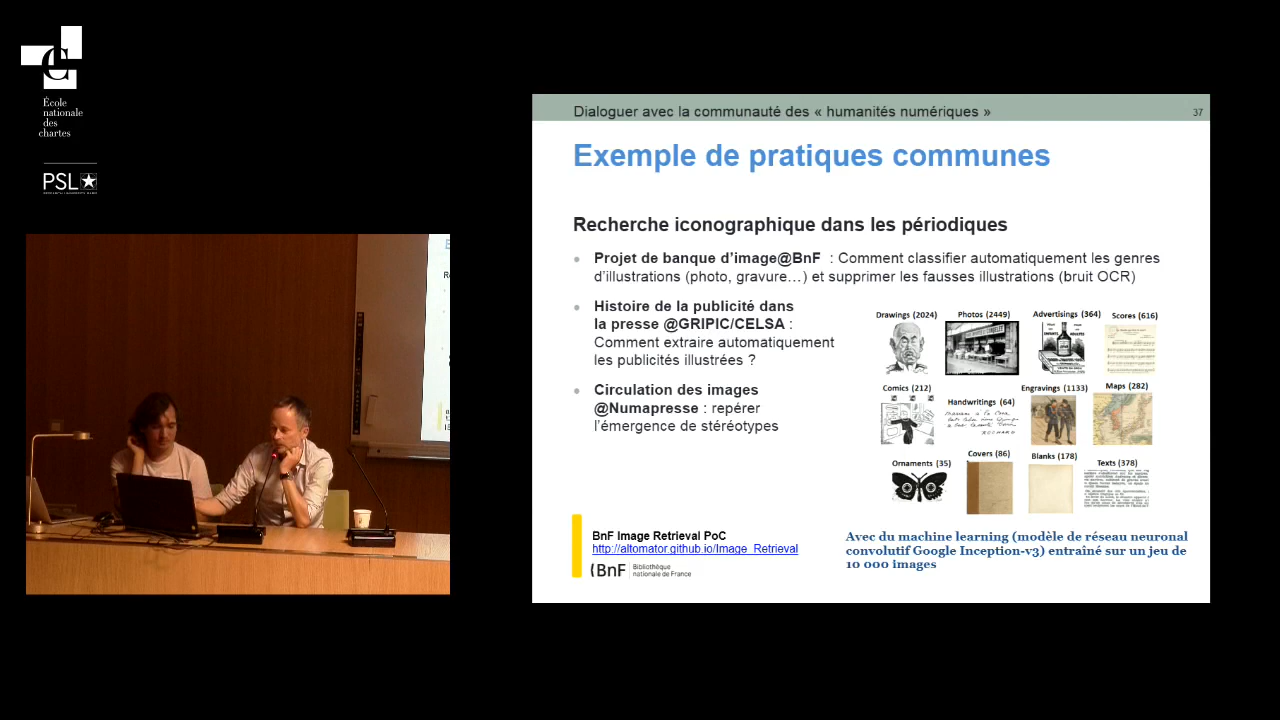 École
nationale
des
chartes
PSL
Dialoguer avec la communauté des « humanités numériques »
37
Exemple de pratiques communes
Recherche iconographique dans les périodiques
Projet de banque d'image@BnF : Comment classifier automatiquement les genres
d'illustrations (photo, gravure…) et supprimer les fausses illustrations (bruit OCR)
Histoire de la publicité dans
la presse @GRIPIC/CELSA :
Comment extraire automatiquement
les publicités illustrées ?
Circulation des images
@Numapresse : repérer
l'émergence de stéréotypes
Drawings (2024)
Photos (2449)
Advertisings (364)
Scores (616)
Comics (212)
Handwritings (64)
Engravings (1133)
Maps (282)
Ornaments (35)
Covers (86)
Blanks (178)
Texts (378)
BnF Image Retrieval PoC
http://altomator.github.io/Image_Retrieval
BnF Bibliothèque
nationale de France
Avec du machine learning (modèle de réseau neuronal
convolutif Google Inception-v3) entraîné sur un jeu de
10 000 images